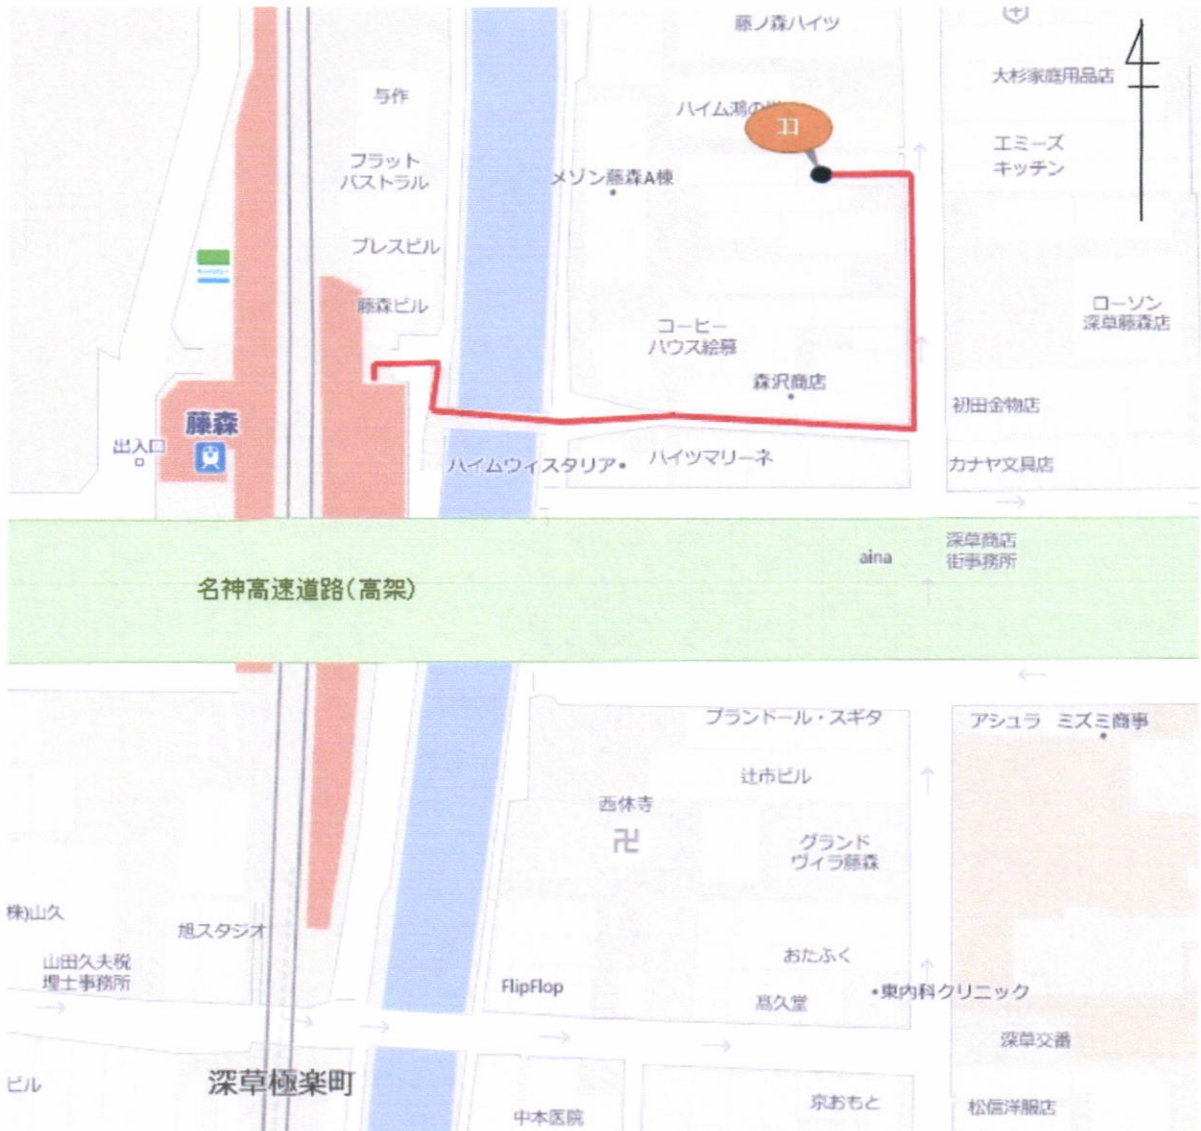 藤ノ森ハイツ
大杉家庭用品店
与作
ハイム鴻の
ココ
エミーズ
キッチン
フラット
パストラル
メゾン藤森A棟
プレスビル
藤森ビル
ローソン
深草藤森店
コーヒー
ハウス絵慕
森沢商店
初田金物店
藤森
出入口
ハイムウィスタリア
ハイツマリーネ
カナヤ文具店
深草商店
街事務所
aina
名神高速道路(高架)
ブランドール・スギタ
アシュラ
ミズミ商事
辻市ビル
西休寺
卍
グランド
ヴィラ藤森
株)山久
旭スタジオ
山田久夫税
理士事務所
おたふく
FlipFlop
髙久堂
東内科クリニック
深草交番
ビル
深草極楽町
中本医院
京おもと
松信洋服店